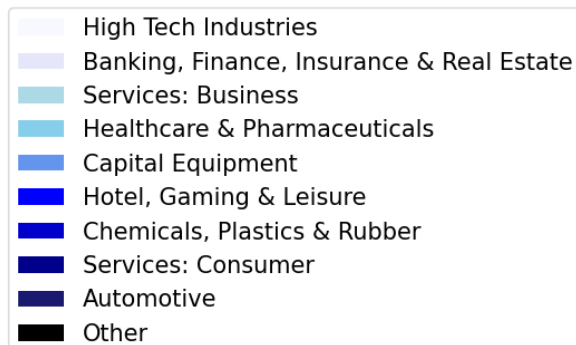 High Tech Industries
Banking, Finance, Insurance & Real Estate
Services: Business
Healthcare & Pharmaceuticals
Capital Equipment
Hotel, Gaming & Leisure
Chemicals, Plastics & Rubber
Services: Consumer
Automotive
Other